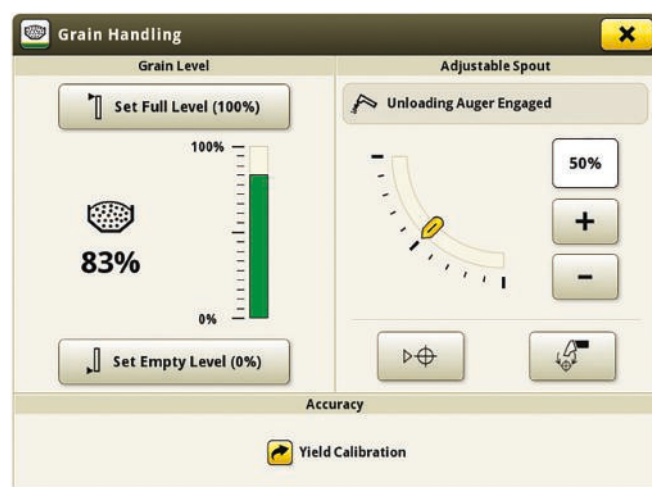 Grain Handling
Grain Level
Set Full Level (100%)
100%
83%
0%
Set Empty Level (0%)
Adjustable Spout
Unloading Auger Engaged
50%
+
−
Accuracy
Yield Calibration